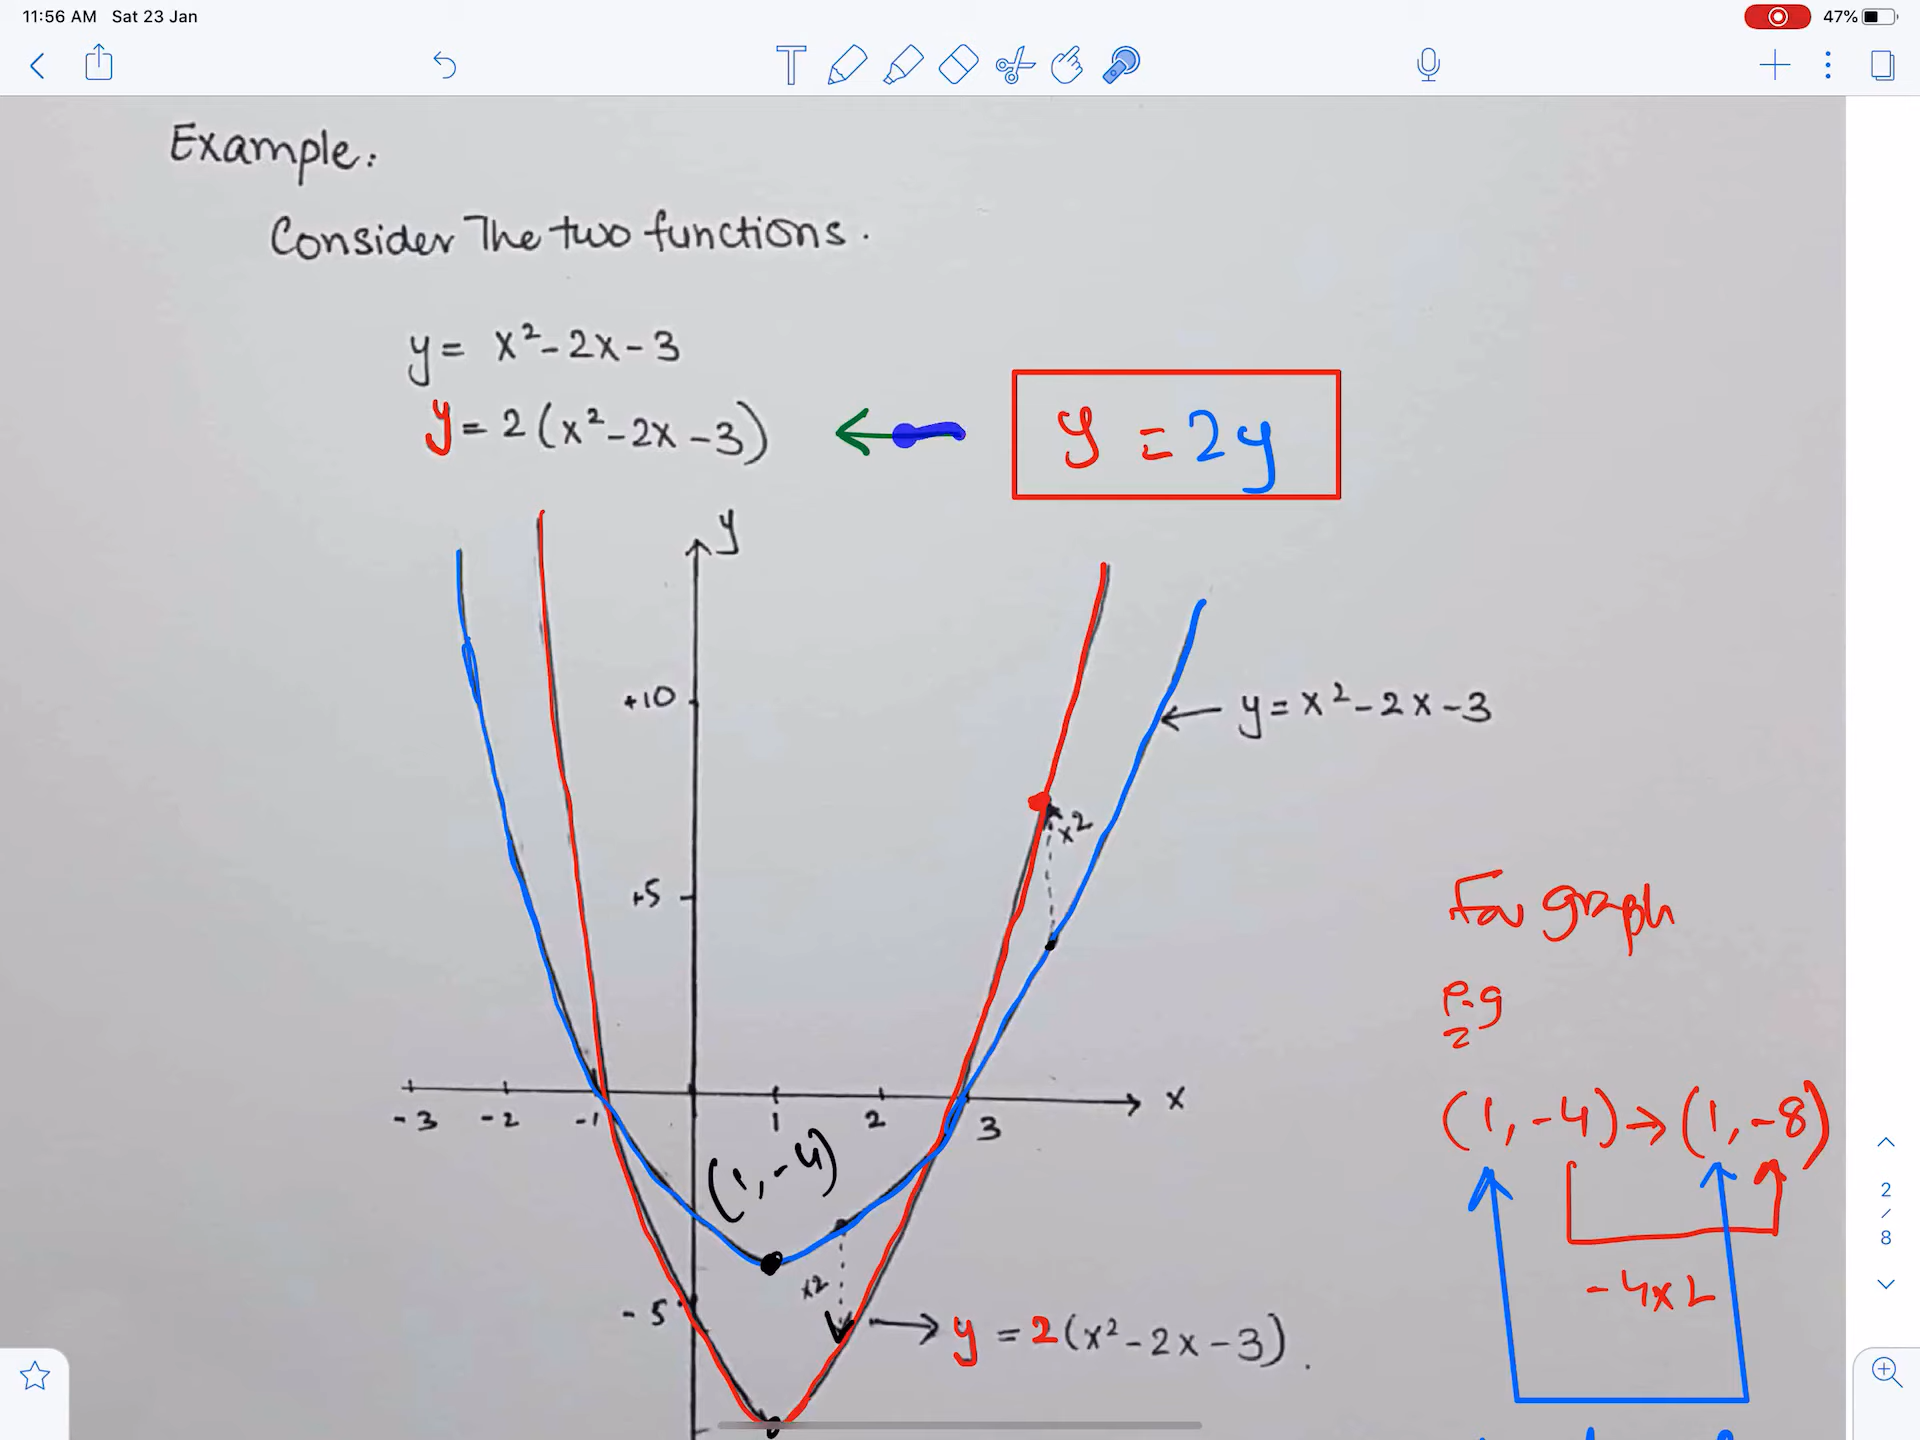 11:56 AM Sat 23 Jan
47%
T
Example:
Consider The two functions.
y = x² - 2x - 3
y = 2 (x² - 2x - 3)
y = 2y
y
+10
y = x² - 2x - 3
x2
+5
For graph
-3 -2 -1 1 2 3
x
(1, -4) → (1, -8)
(1, -4)
2
/
8
x2
-4x2
-5
y = 2(x² - 2x - 3).